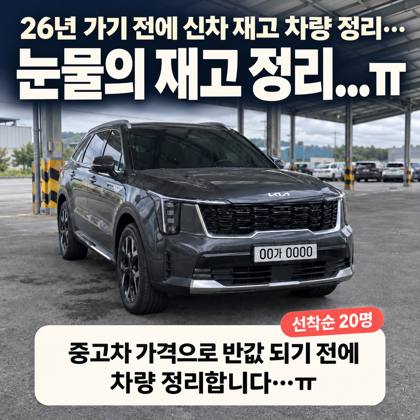 26년 가기 전에 신차 재고 차량 정리…
눈물의 재고 정리...ㅠ
KIA
00가 0000
선착순 20명
중고차 가격으로 반값 되기 전에
차량 정리합니다…ㅠ